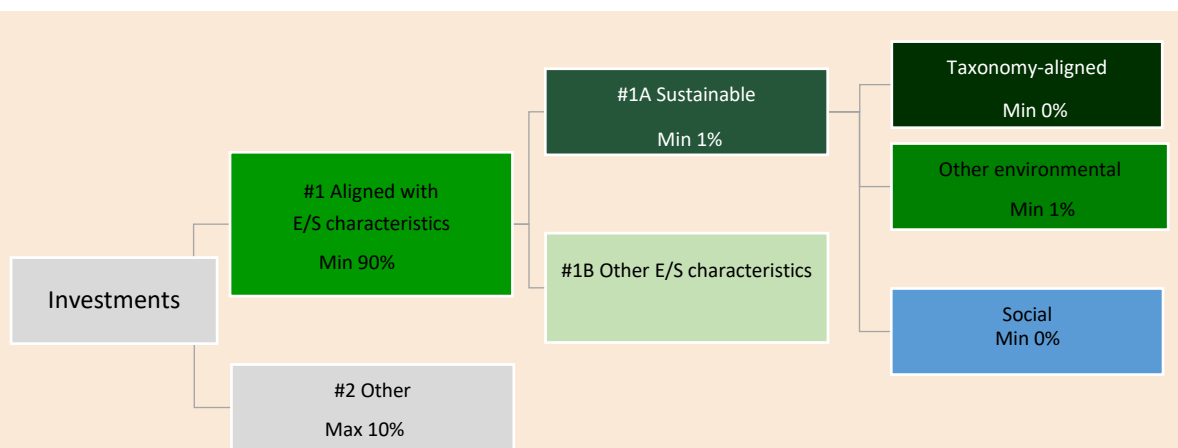 Investments
#1 Aligned with
E/S characteristics
Min 90%
#2 Other
Max 10%
#1A Sustainable
Min 1%
#1B Other E/S characteristics
Taxonomy-aligned
Min 0%
Other environmental
Min 1%
Social
Min 0%